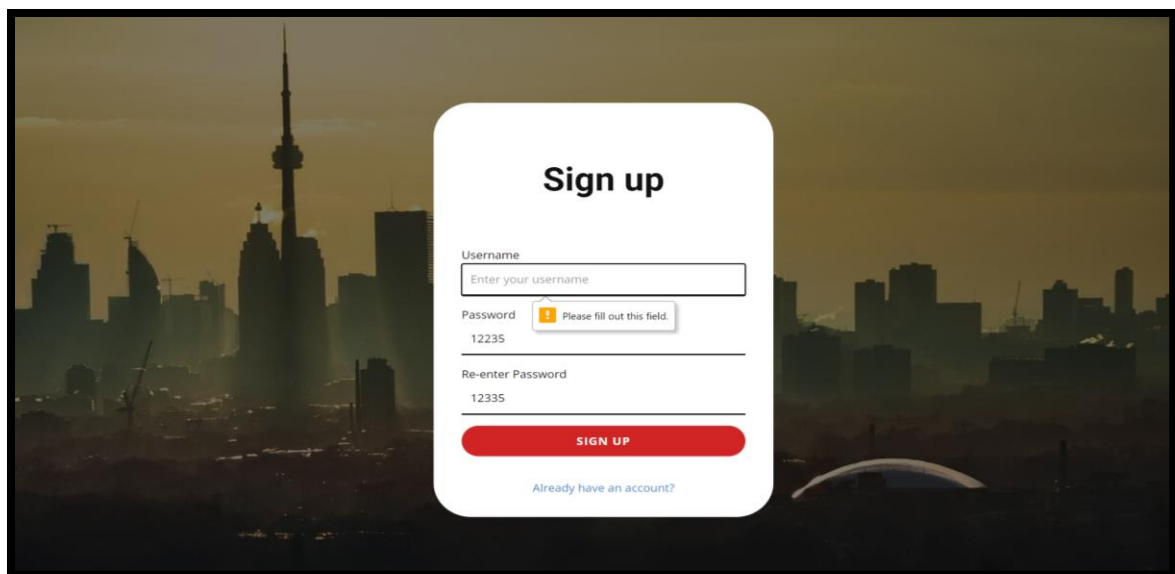 Sign up
Username
Enter your username
Password
Please fill out this field.
12235
Re-enter Password
12335
SIGN UP
Already have an account?